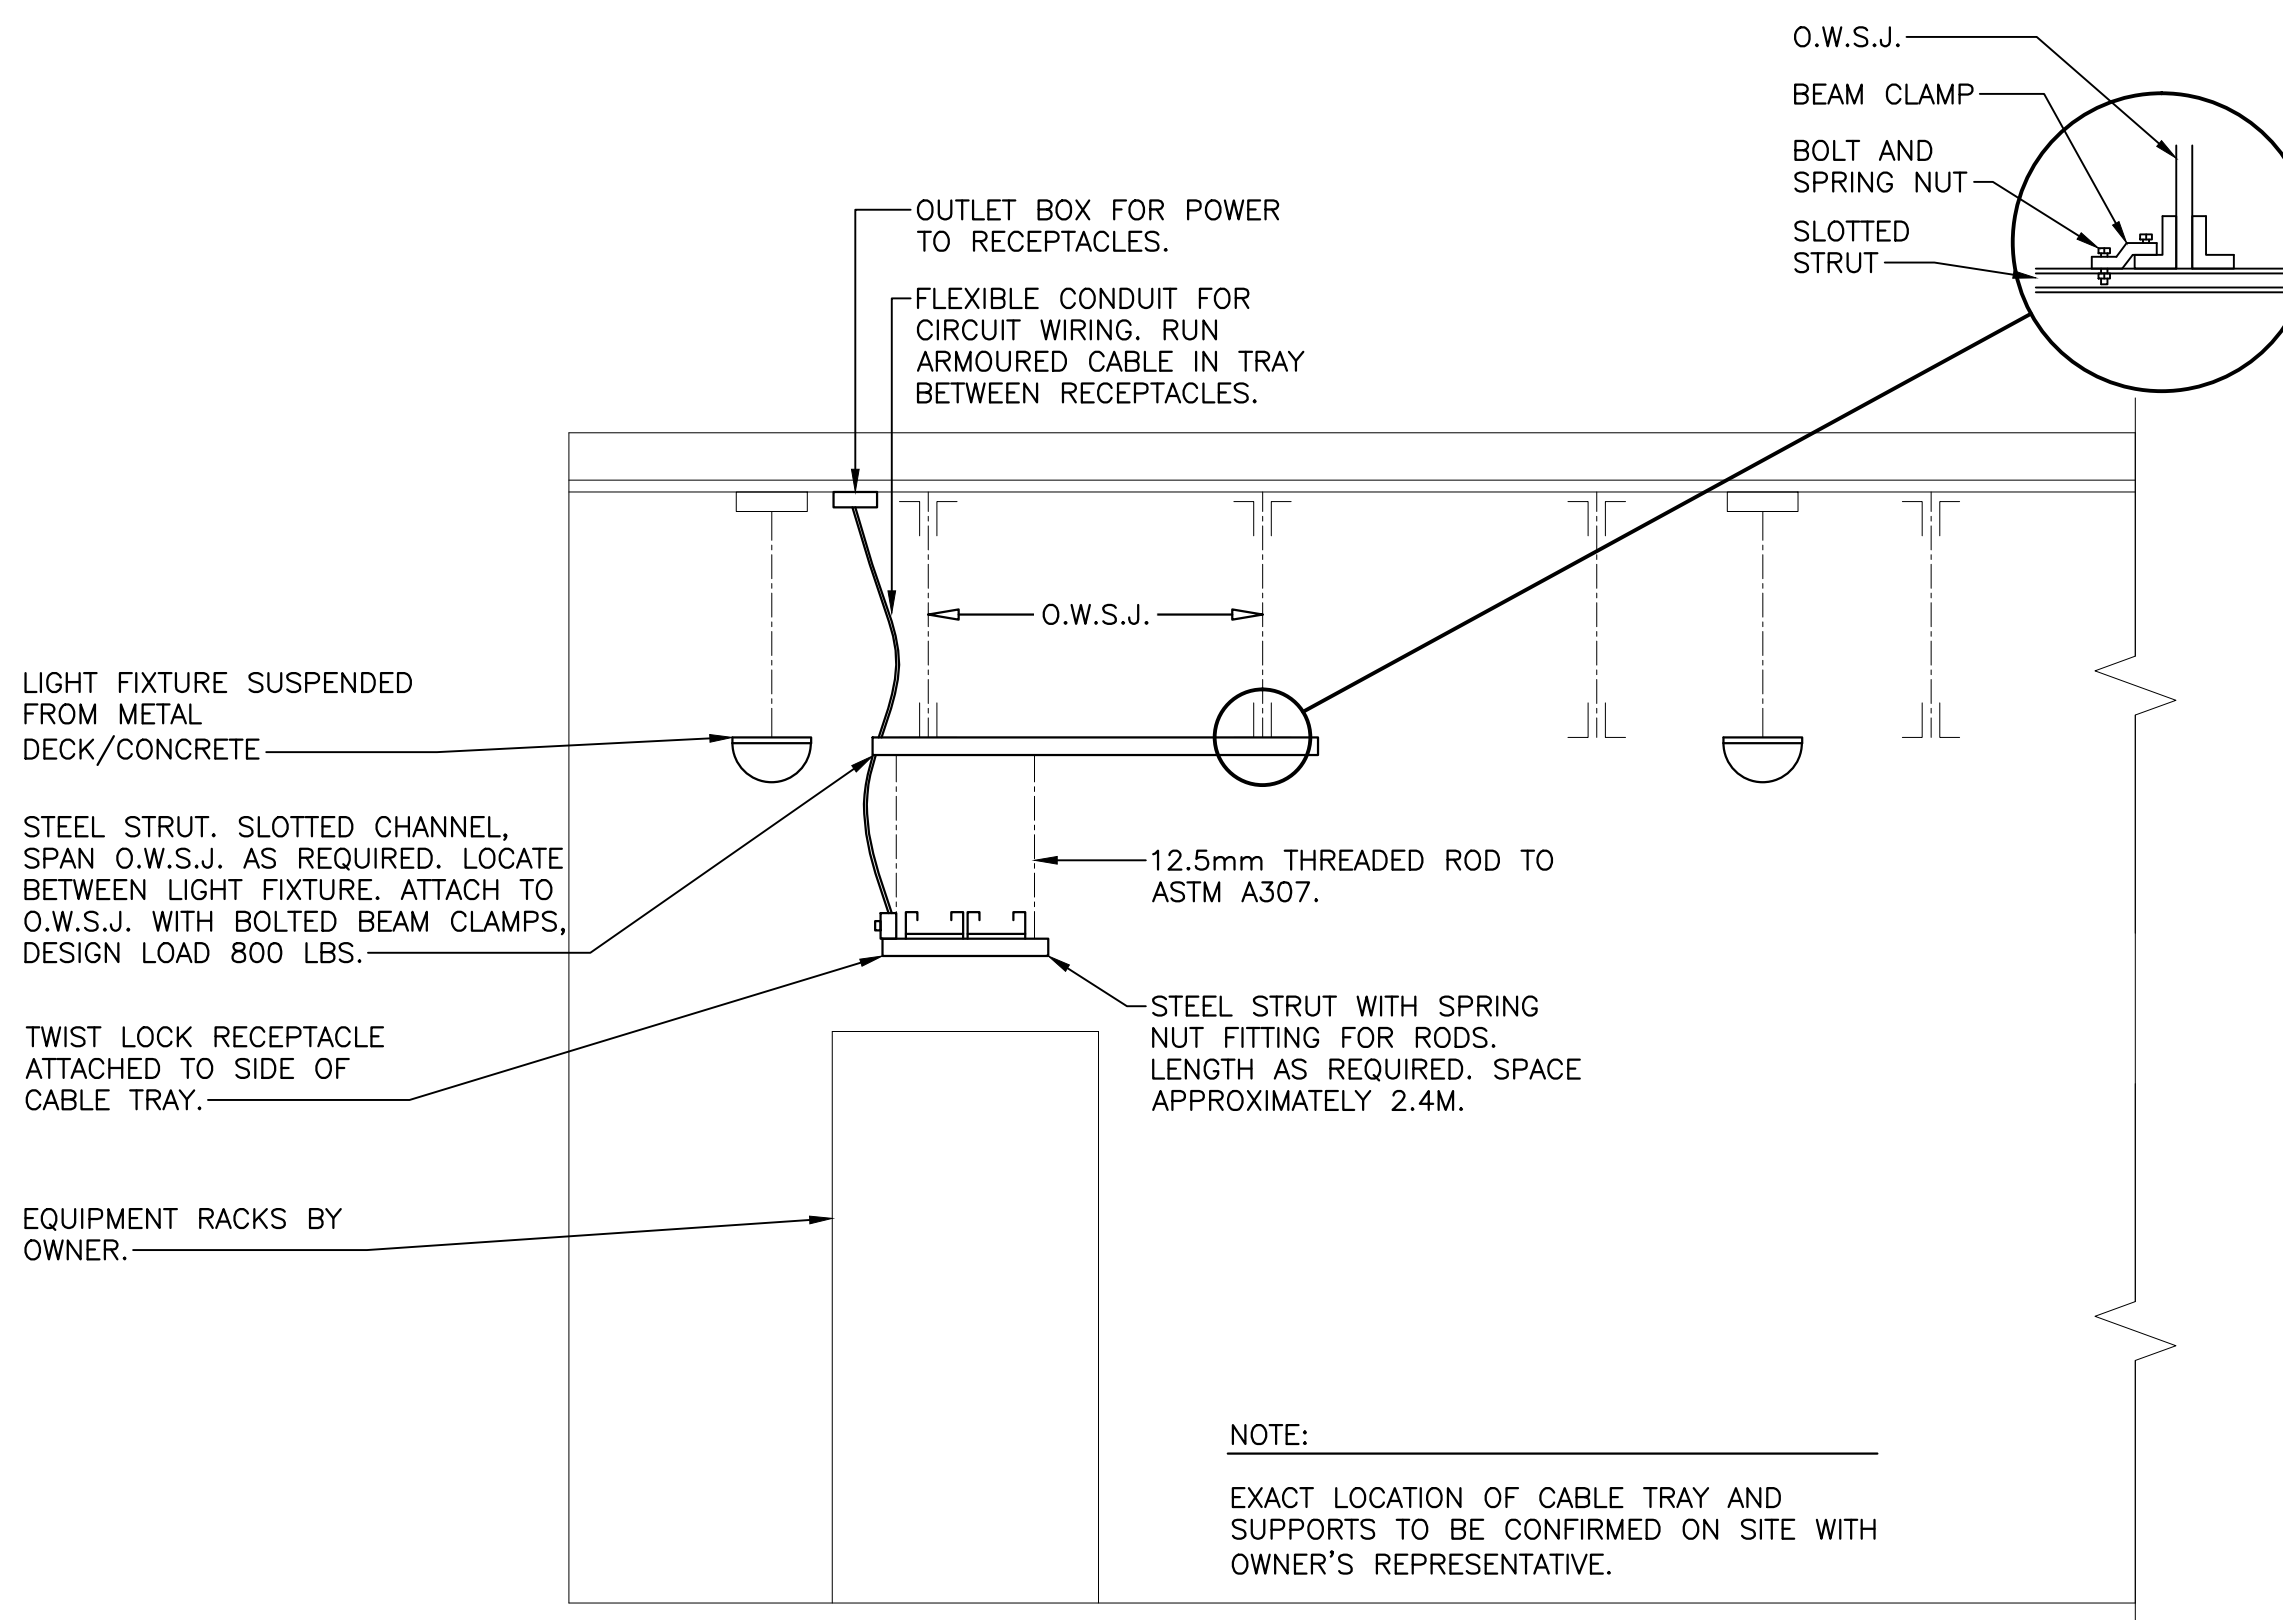 O.W.S.J.
BEAM CLAMP
BOLT AND
SPRING NUT
SLOTTED
STRUT
OUTLET BOX FOR POWER
TO RECEPTACLES.
FLEXIBLE CONDUIT FOR
CIRCUIT WIRING. RUN
ARMOURED CABLE IN TRAY
BETWEEN RECEPTACLES.
O.W.S.J.
LIGHT FIXTURE SUSPENDED
FROM METAL
DECK/CONCRETE
STEEL STRUT. SLOTTED CHANNEL,
SPAN O.W.S.J. AS REQUIRED. LOCATE
BETWEEN LIGHT FIXTURE. ATTACH TO
O.W.S.J. WITH BOLTED BEAM CLAMPS,
DESIGN LOAD 800 LBS.
12.5mm THREADED ROD TO
ASTM A307.
TWIST LOCK RECEPTACLE
ATTACHED TO SIDE OF
CABLE TRAY.
STEEL STRUT WITH SPRING
NUT FITTING FOR RODS.
LENGTH AS REQUIRED. SPACE
APPROXIMATELY 2.4M.
EQUIPMENT RACKS BY
OWNER.
NOTE:
EXACT LOCATION OF CABLE TRAY AND
SUPPORTS TO BE CONFIRMED ON SITE WITH
OWNER'S REPRESENTATIVE.